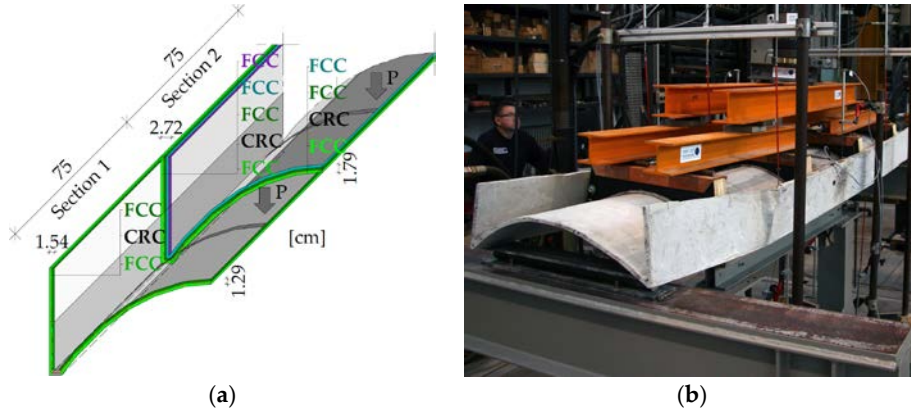 75
Section 2
75
Section 1
2.72
1.54
FCC
FCC
FCC
CRC
FCC
FCC
FCC
CRC
FCC
FCC
CRC
FCC
P
P
1.79
1.29
[cm]
(a)
(b)